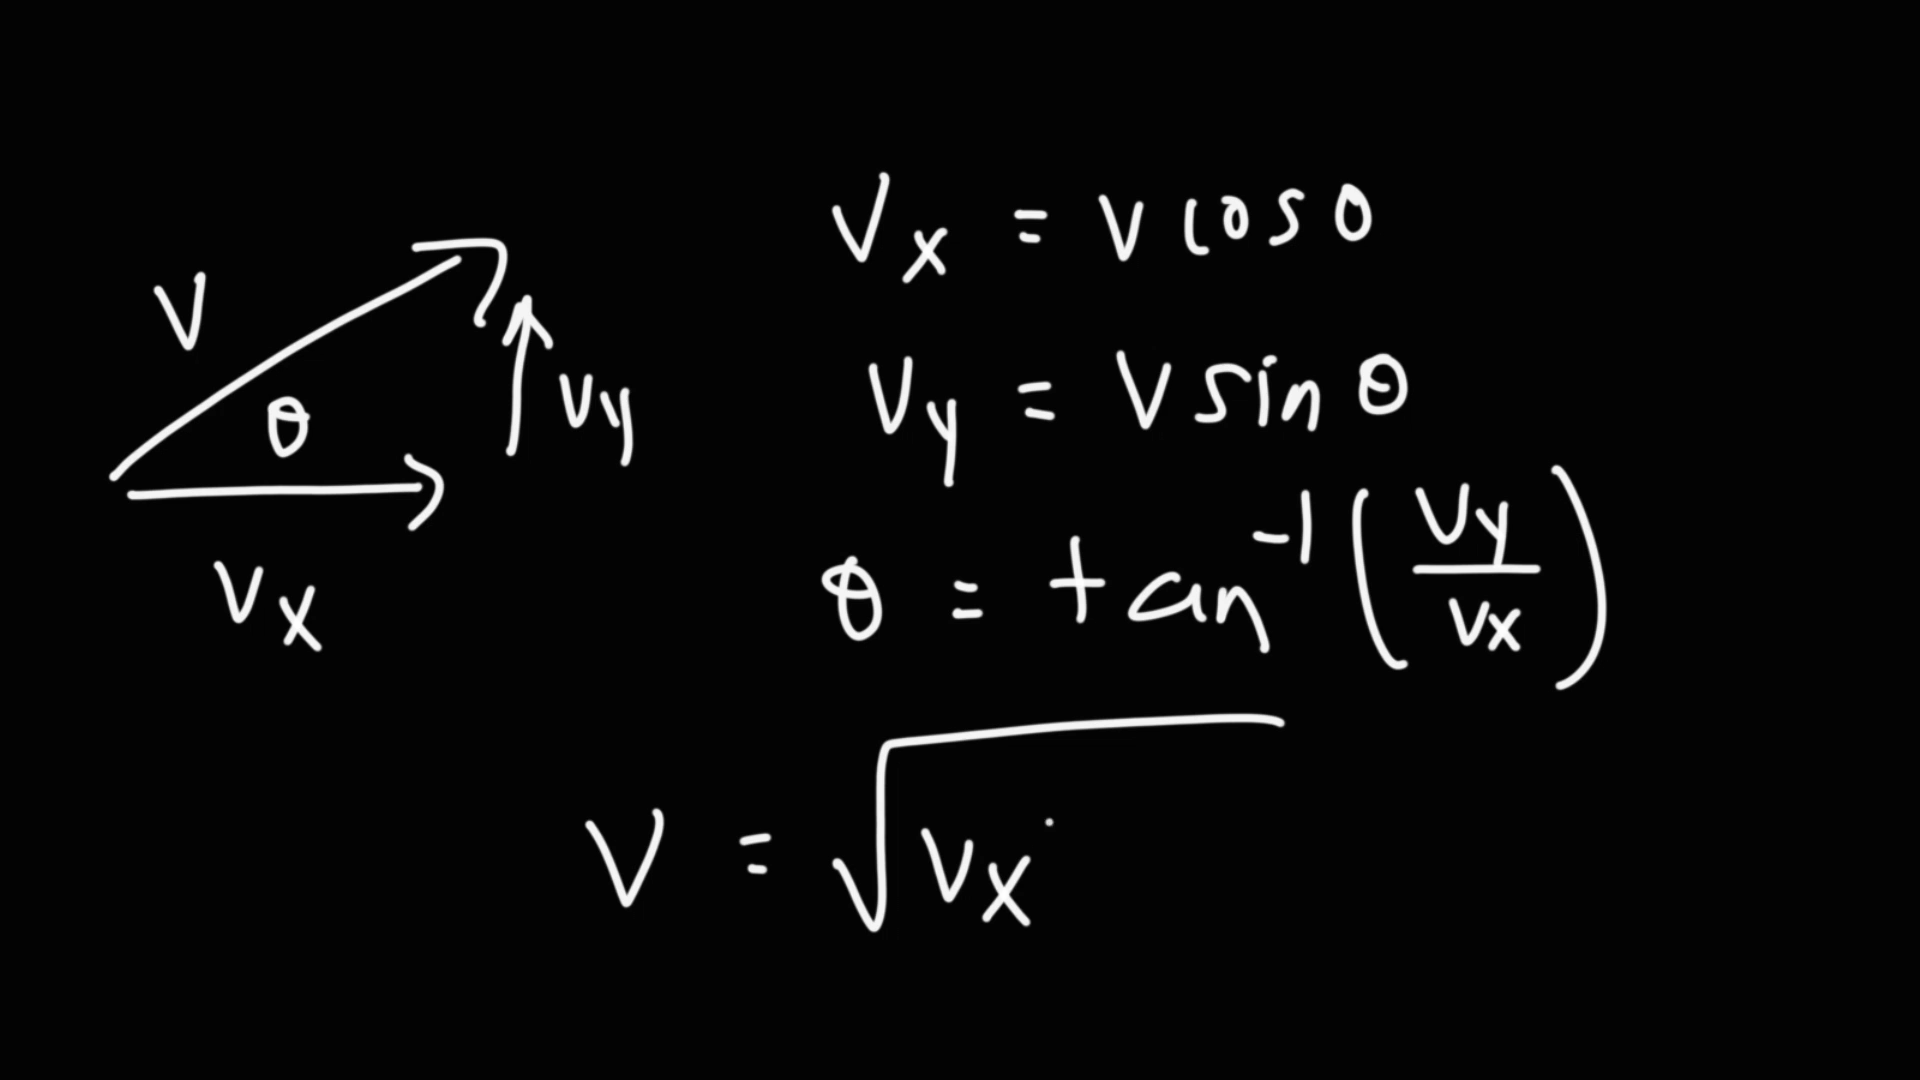 V
θ
Vy
Vx
Vx = V cos θ
Vy = V sin θ
θ = tan⁻¹ (Vy/Vx)
V = √Vx